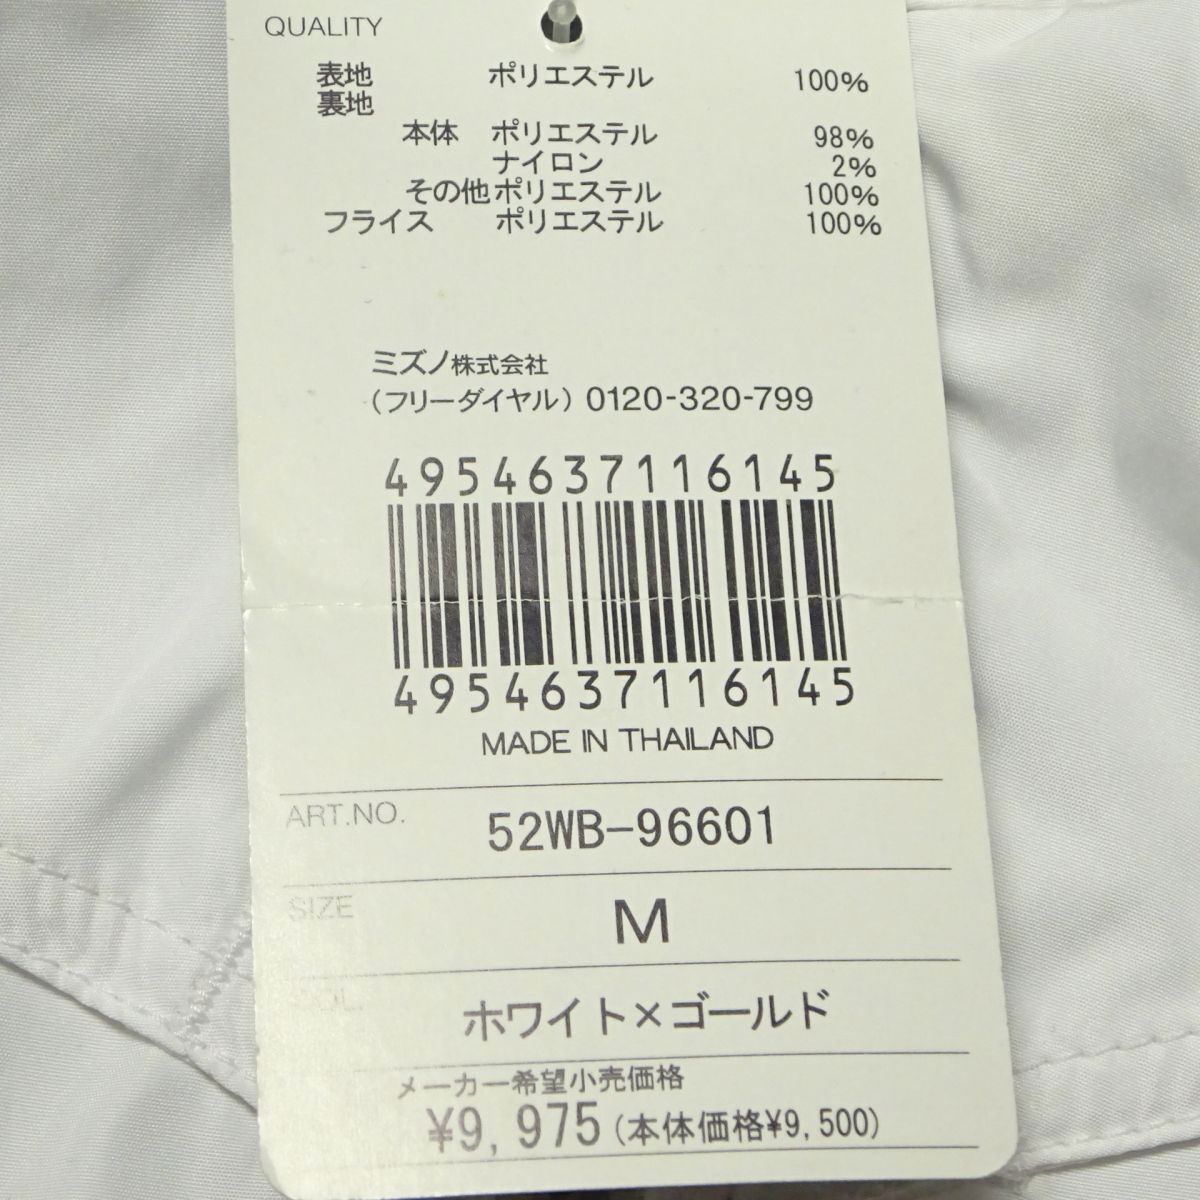 QUALITY
表地 ポリエステル 100%
裏地
本体 ポリエステル 98%
ナイロン 2%
その他 ポリエステル 100%
フライス ポリエステル 100%
ミズノ株式会社
(フリーダイヤル) 0120-320-799
4954637116145
4954637116145
MADE IN THAILAND
ART.NO. 52WB-96601
SIZE M
COL. ホワイト×ゴールド
メーカー希望小売価格
¥9,975(本体価格¥9,500)